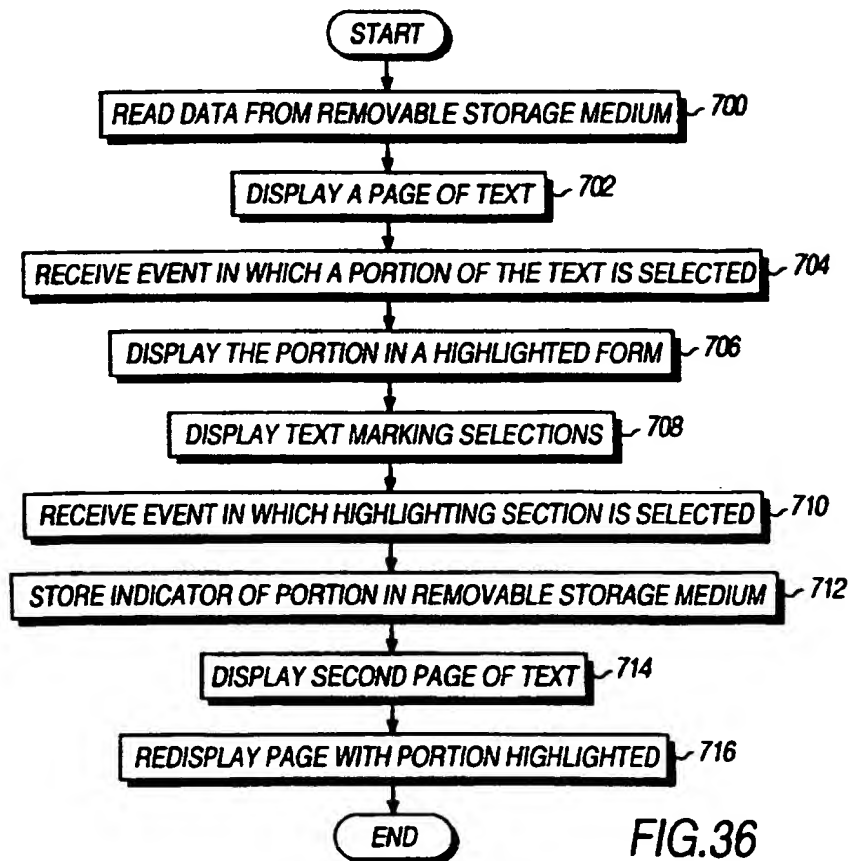 START
READ DATA FROM REMOVABLE STORAGE MEDIUM 700
DISPLAY A PAGE OF TEXT 702
RECEIVE EVENT IN WHICH A PORTION OF THE TEXT IS SELECTED 704
DISPLAY THE PORTION IN A HIGHLIGHTED FORM 706
DISPLAY TEXT MARKING SELECTIONS 708
RECEIVE EVENT IN WHICH HIGHLIGHTING SECTION IS SELECTED 710
STORE INDICATOR OF PORTION IN REMOVABLE STORAGE MEDIUM 712
DISPLAY SECOND PAGE OF TEXT 714
REDISPLAY PAGE WITH PORTION HIGHLIGHTED 716
END
FIG.36